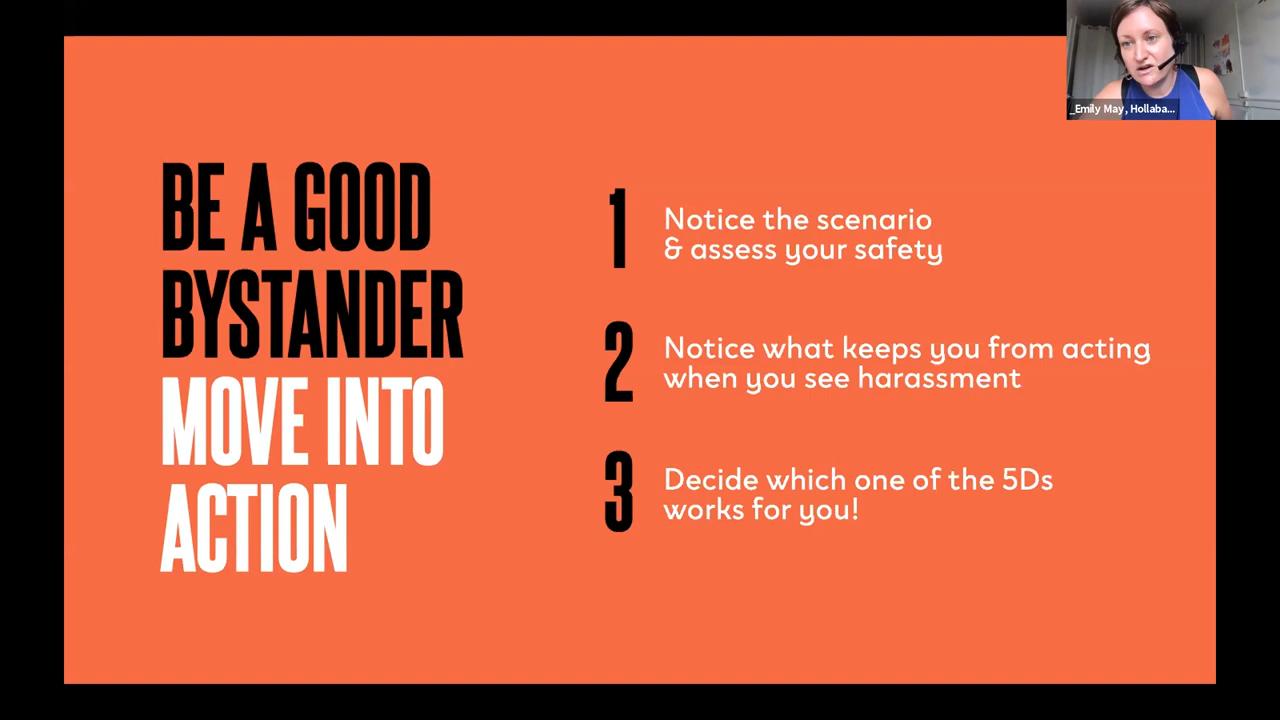 BE A GOOD
BYSTANDER
MOVE INTO
ACTION
1
Notice the scenario
& assess your safety
2
Notice what keeps you from acting
when you see harassment
3
Decide which one of the 5Ds
works for you!
_Emily May, Hollaba...